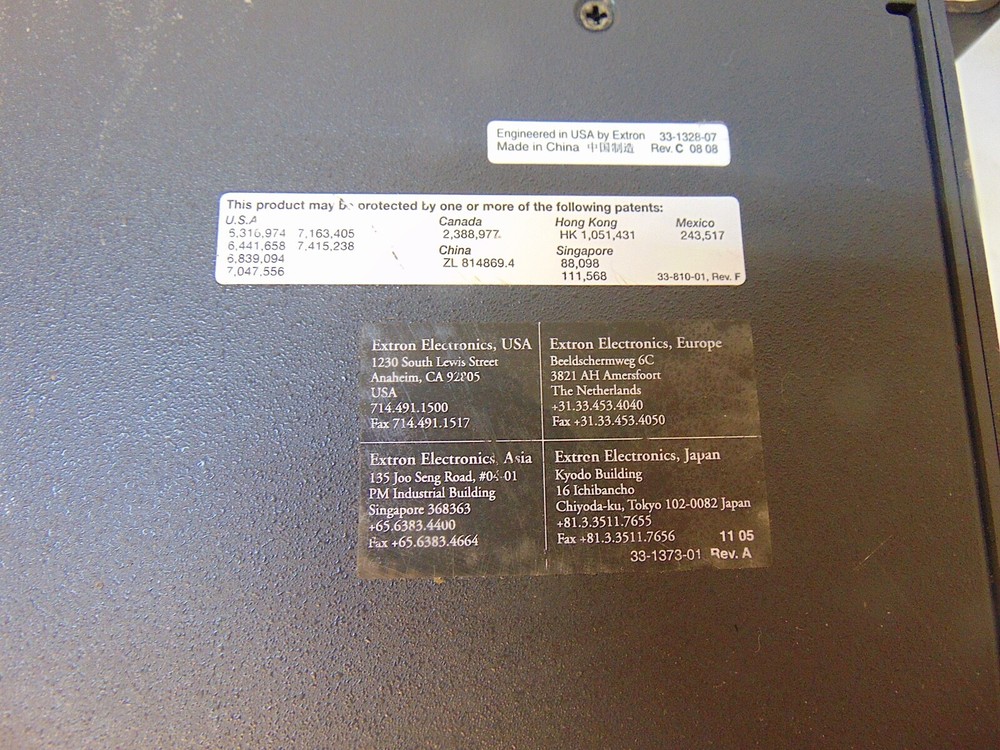 Engineered in USA by Extron 33-1328-07
Made in China 中国制造 Rev. C 08 08
This product may be protected by one or more of the following patents:
U.S.A
5,316,974 7,163,405
6,441,658 7,415,238
6,839,094
7,047,556
Canada
2,388,977
China
ZL 814869.4
Hong Kong
HK 1,051,431
Singapore
88,098
111,568
Mexico
243,517
33-810-01, Rev. F
Extron Electronics, USA
1230 South Lewis Street
Anaheim, CA 92805
USA
714.491.1500
Fax 714.491.1517
Extron Electronics, Europe
Beeldschermweg 6C
3821 AH Amersfoort
The Netherlands
+31.33.453.4040
Fax +31.33.453.4050
Extron Electronics, Asia
135 Joo Seng Road, #04-01
PM Industrial Building
Singapore 368363
+65.6383.4400
Fax +65.6383.4664
Extron Electronics, Japan
Kyodo Building
16 Ichibancho
Chiyoda-ku, Tokyo 102-0082 Japan
+81.3.3511.7655
Fax +81.3.3511.7656
11 05
33-1373-01 Rev. A